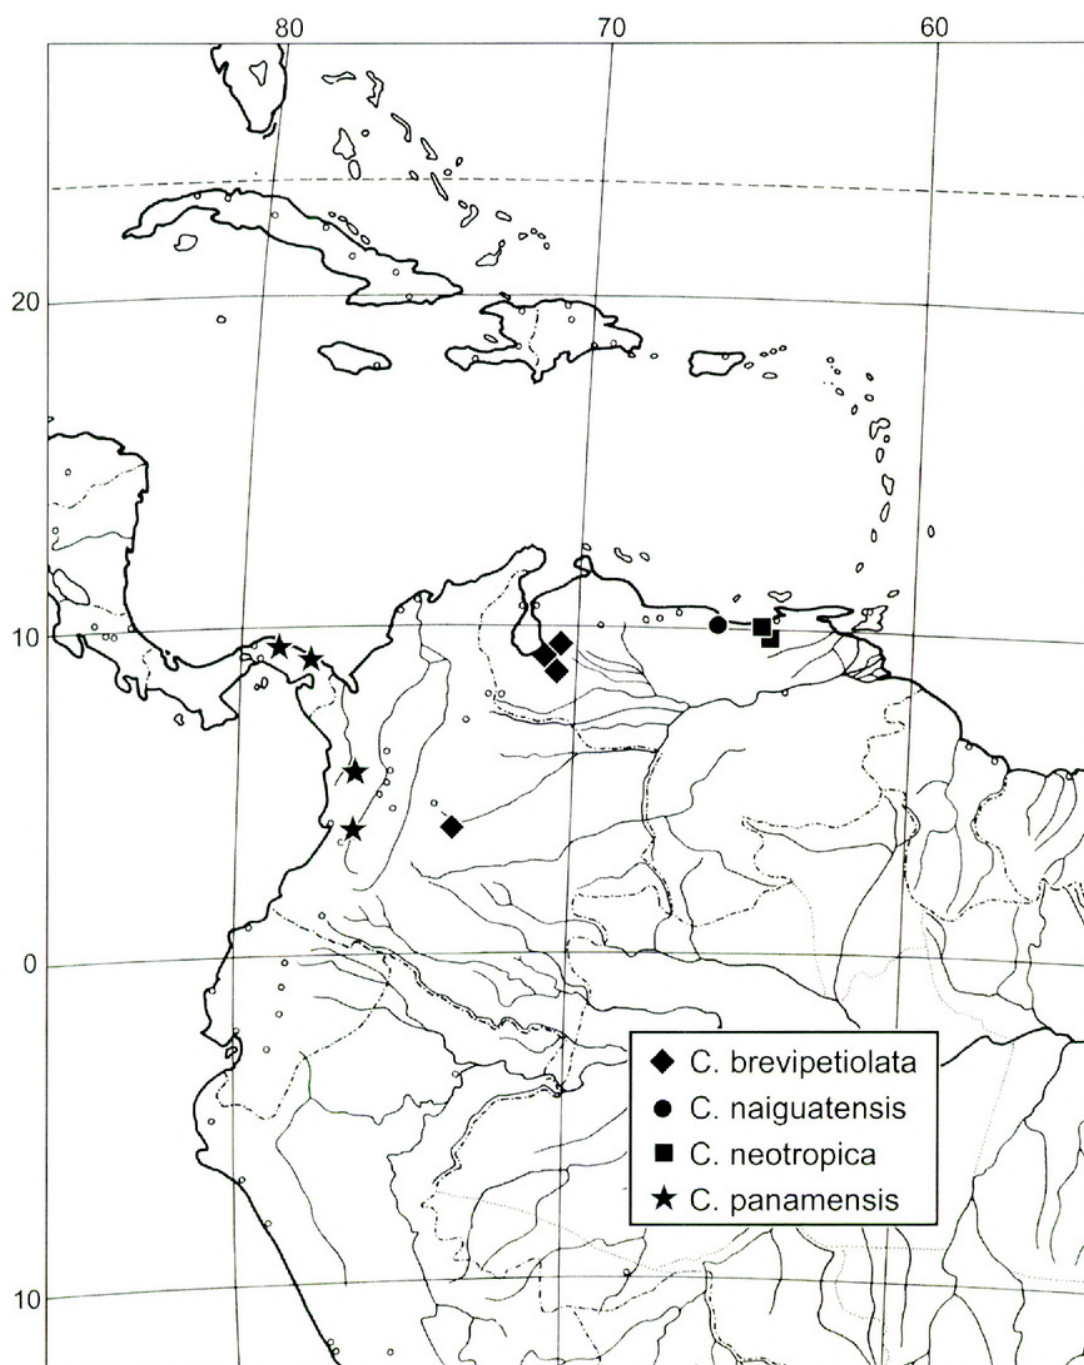 80 70 60
20
10
0
10
C. brevipetiolata
C. naiguatensis
C. neotropica
C. panamensis